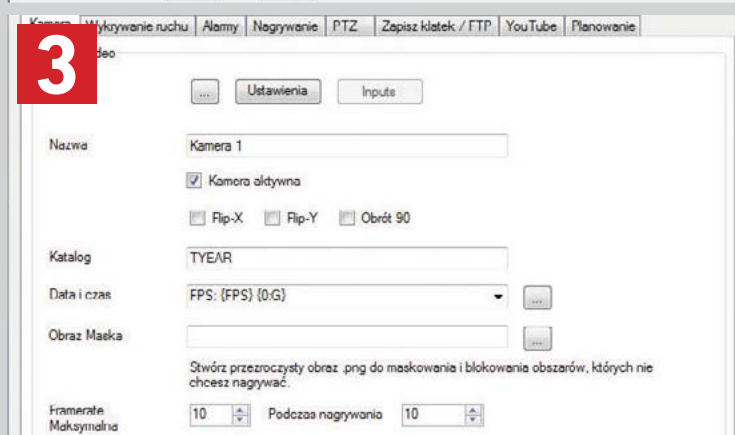 Kamera Wykrywanie ruchu Alarmy Nagrywanie PTZ Zapisz klatek / FTP YouTube Planowanie
3
deo
... Ustawienia Inputs
Nazwa Kamera 1
Kamera aktywna
Flip-X Flip-Y Obrót 90
Katalog TYEAR
Data i czas FPS: {FPS} {0:G} ...
Obraz Maska ...
Stwórz przezroczysty obraz .png do maskowania i blokowania obszarów, których nie
chcesz nagrywać.
Framerate 10 Podczas nagrywania 10
Maksymalna